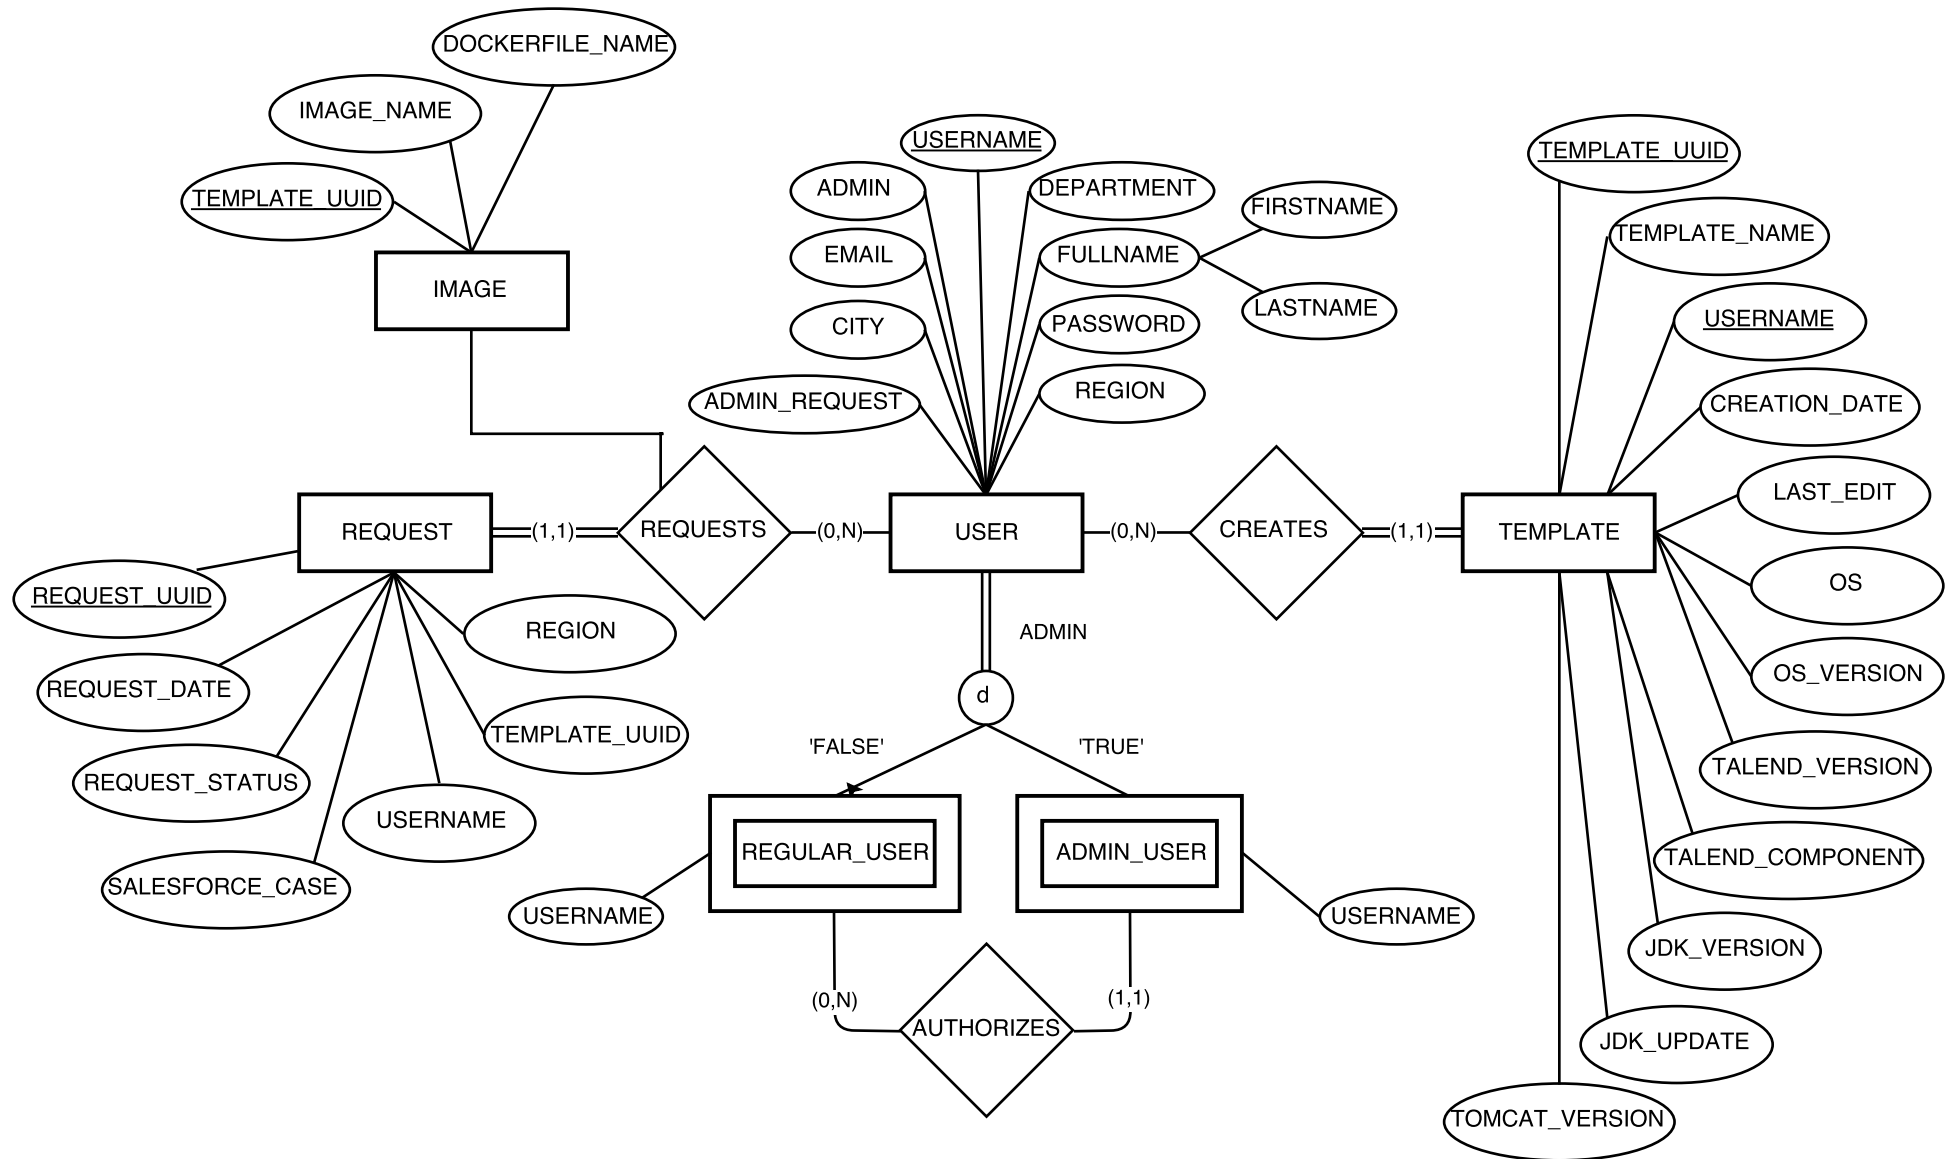 DOCKERFILE_NAME
IMAGE_NAME
TEMPLATE_UUID
IMAGE
USERNAME
ADMIN
DEPARTMENT
EMAIL
FULLNAME
FIRSTNAME
LASTNAME
CITY
PASSWORD
ADMIN_REQUEST
REGION
TEMPLATE_UUID
TEMPLATE_NAME
USERNAME
CREATION_DATE
LAST_EDIT
OS
OS_VERSION
TALEND_VERSION
TALEND_COMPONENT
JDK_VERSION
JDK_UPDATE
TOMCAT_VERSION
REQUEST
(1,1)
REQUESTS
(0,N)
USER
(0,N)
CREATES
(1,1)
TEMPLATE
REQUEST_UUID
REGION
REQUEST_DATE
TEMPLATE_UUID
REQUEST_STATUS
USERNAME
SALESFORCE_CASE
ADMIN
d
'FALSE'
'TRUE'
REGULAR_USER
ADMIN_USER
USERNAME
USERNAME
(0,N)
(1,1)
AUTHORIZES